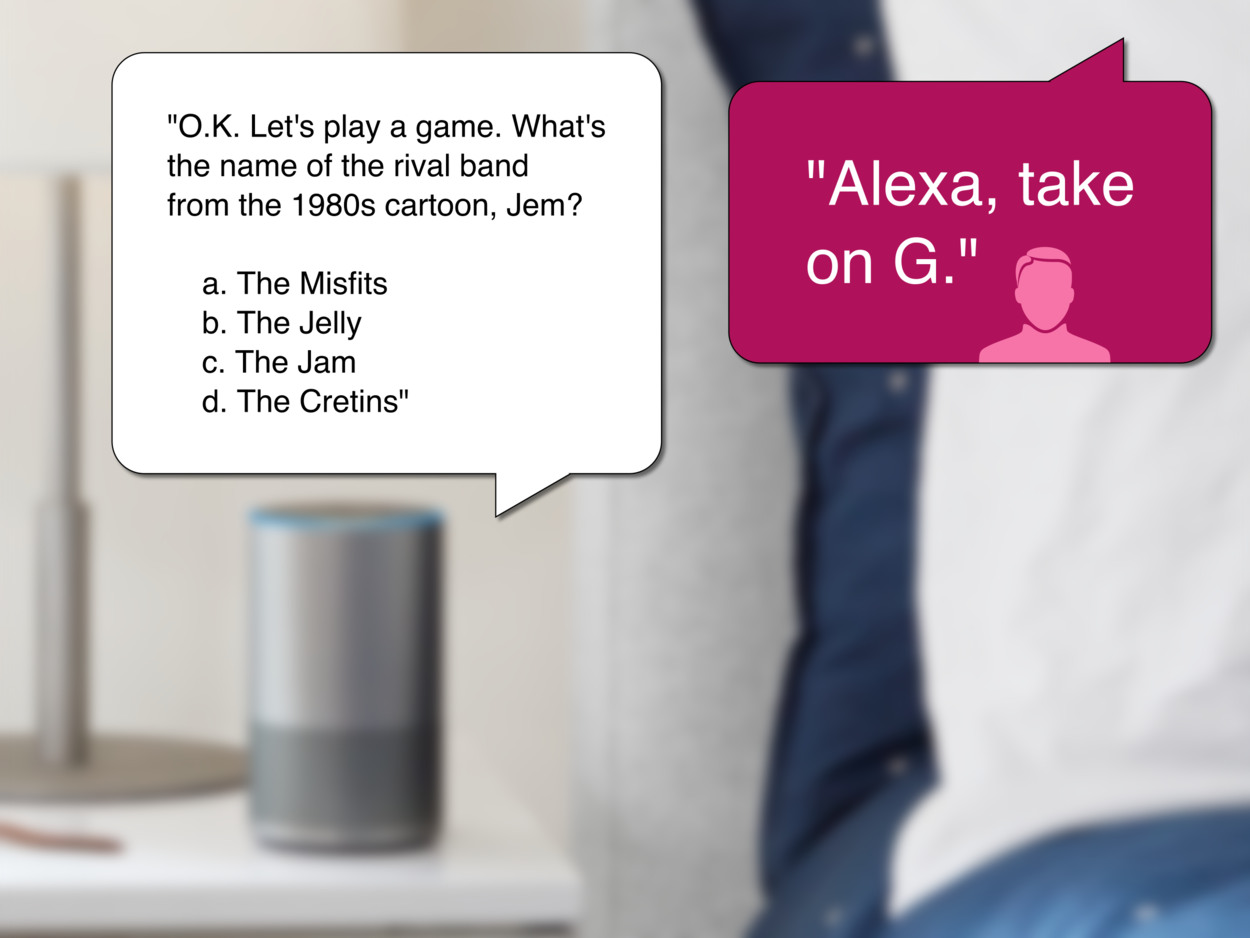 "O.K. Let's play a game. What's
the name of the rival band
from the 1980s cartoon, Jem?
a. The Misfits
b. The Jelly
c. The Jam
d. The Cretins"
"Alexa, take
on G."